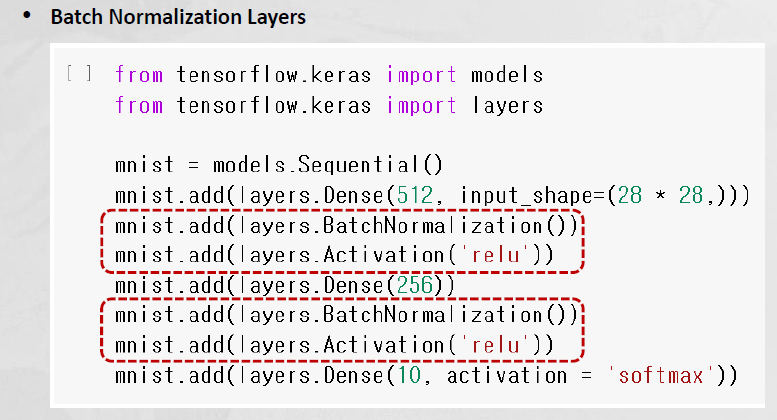 • Batch Normalization Layers
[ ] from tensorflow.keras import models
from tensorflow.keras import layers
mnist = models.Sequential()
mnist.add(layers.Dense(512, input_shape=(28 * 28,)))
mnist.add(layers.BatchNormalization())
mnist.add(layers.Activation('relu'))
mnist.add(layers.Dense(256))
mnist.add(layers.BatchNormalization())
mnist.add(layers.Activation('relu'))
mnist.add(layers.Dense(10, activation = 'softmax'))